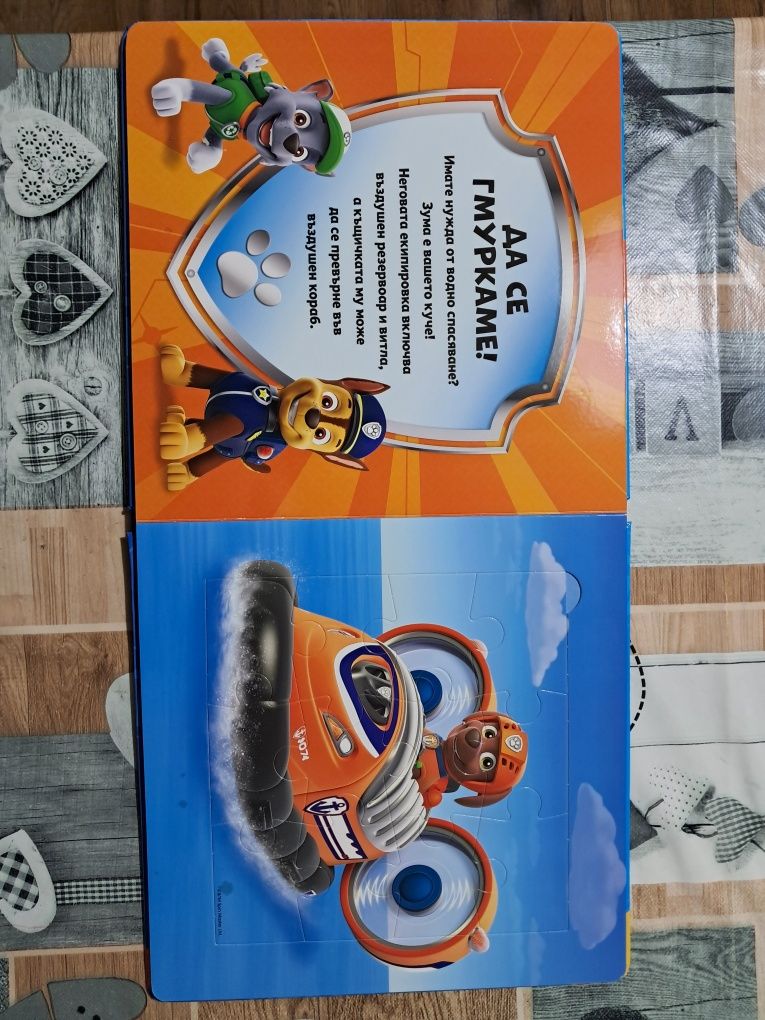 ДА СЕ
ГМУРКАМЕ!
Имате нужда от водно спасяване?
Зума е вашето куче!
Неговата екипировка включва
въздушен резервоар и витла,
а къщичката му може
да се превърне във
въздушен кораб.
N074